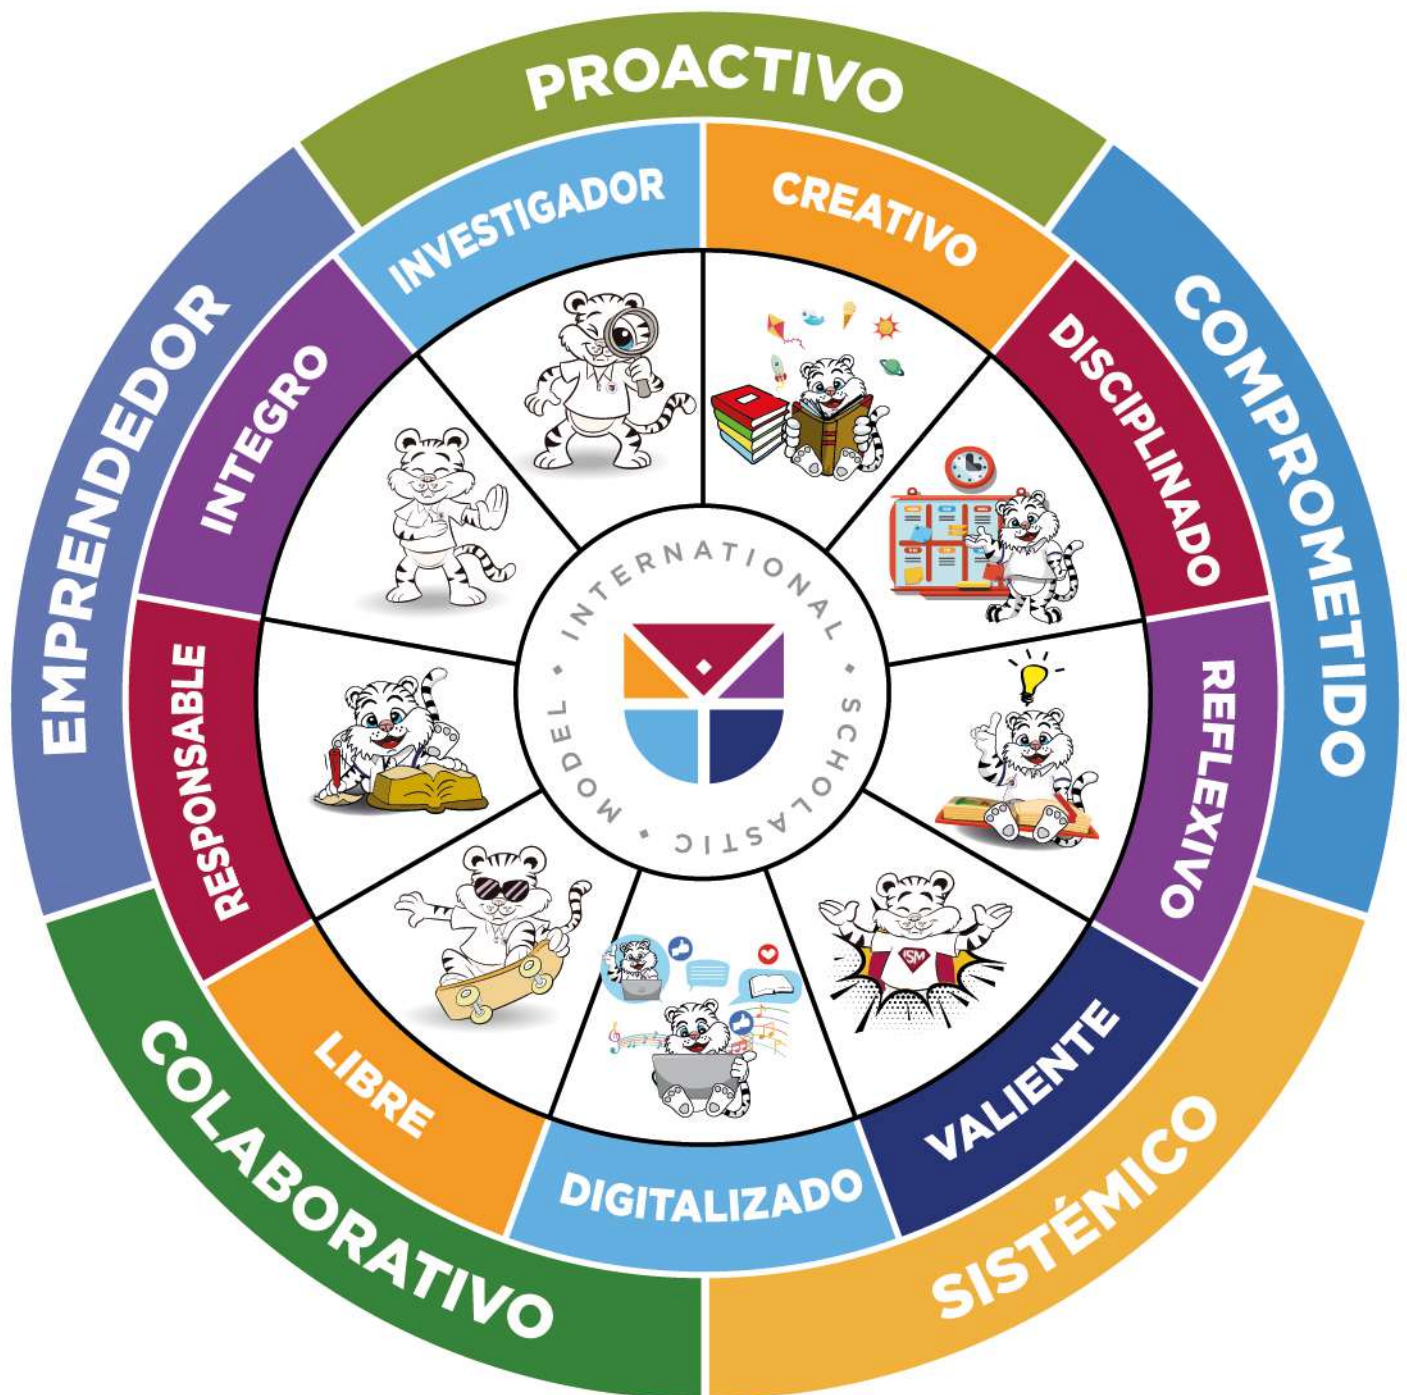 PROACTIVO
COMPROMETIDO
SISTÉMICO
COLABORATIVO
EMPRENDEDOR
INVESTIGADOR
CREATIVO
DISCIPLINADO
REFLEXIVO
VALIENTE
DIGITALIZADO
LIBRE
RESPONSABLE
INTEGRO
INTERNATIONAL • SCHOLASTIC • MODEL •
ISM